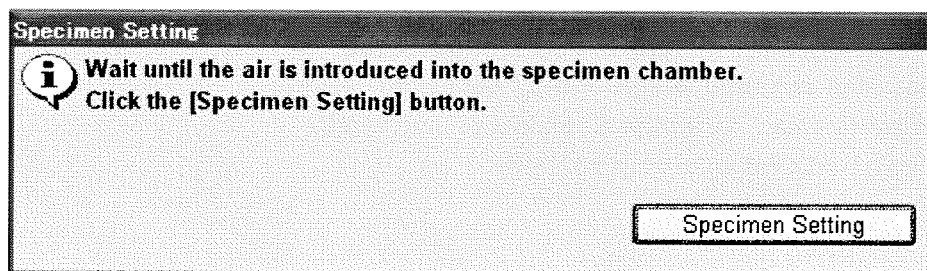 Specimen Setting
Wait until the air is introduced into the specimen chamber.
Click the [Specimen Setting] button.
Specimen Setting